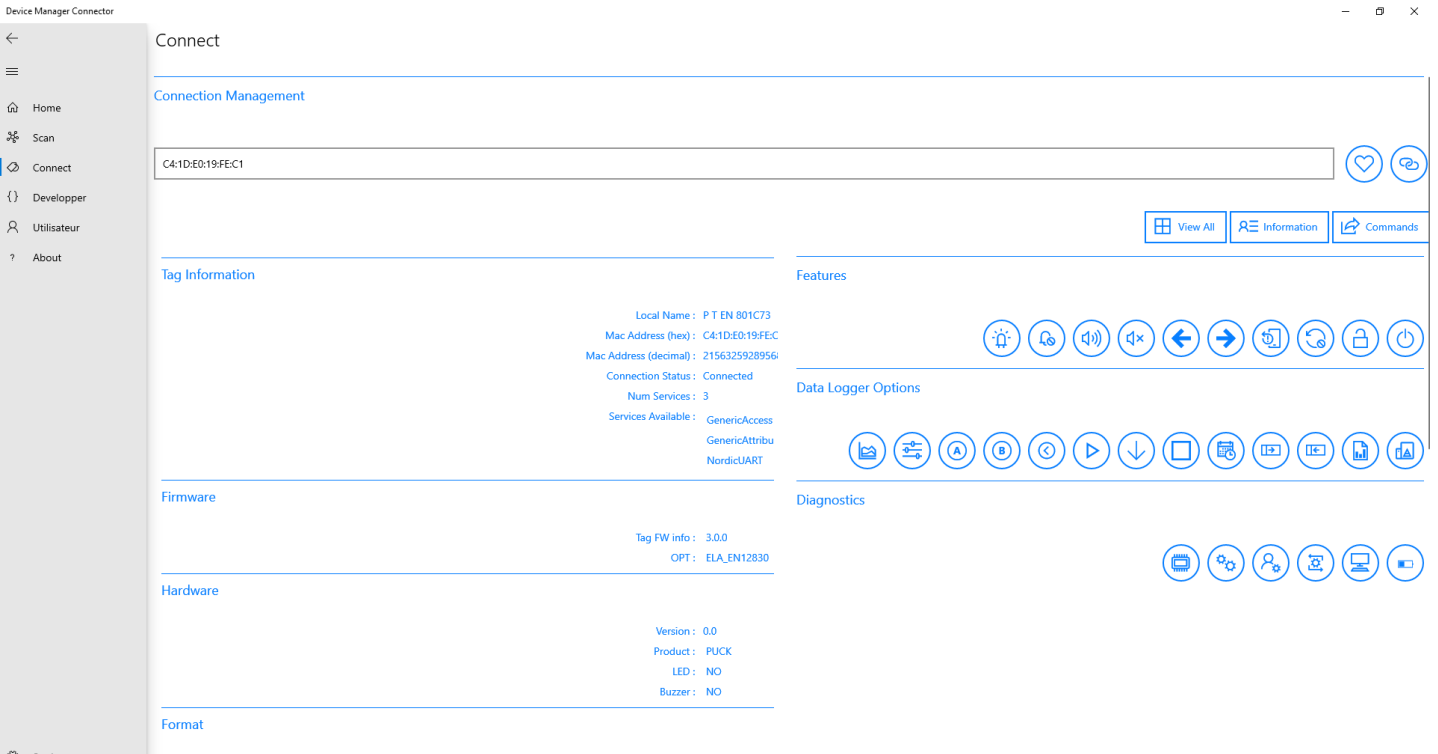 Device Manager Connector
Connect
Home
Scan
Connect
Developper
Utilisateur
? About
Connection Management
C4:1D:E0:19:FE:C1
View All
Information
Commands
Tag Information
Local Name : P T EN 801C73
Mac Address (hex) : C4:1D:E0:19:FE:C
Mac Address (decimal) : 2156325928956
Connection Status : Connected
Num Services : 3
Services Available : GenericAccess
GenericAttribu
NordicUART
Firmware
Tag FW info : 3.0.0
OPT : ELA_EN12830
Hardware
Version : 0.0
Product : PUCK
LED : NO
Buzzer : NO
Format
Features
Data Logger Options
A
B
Diagnostics